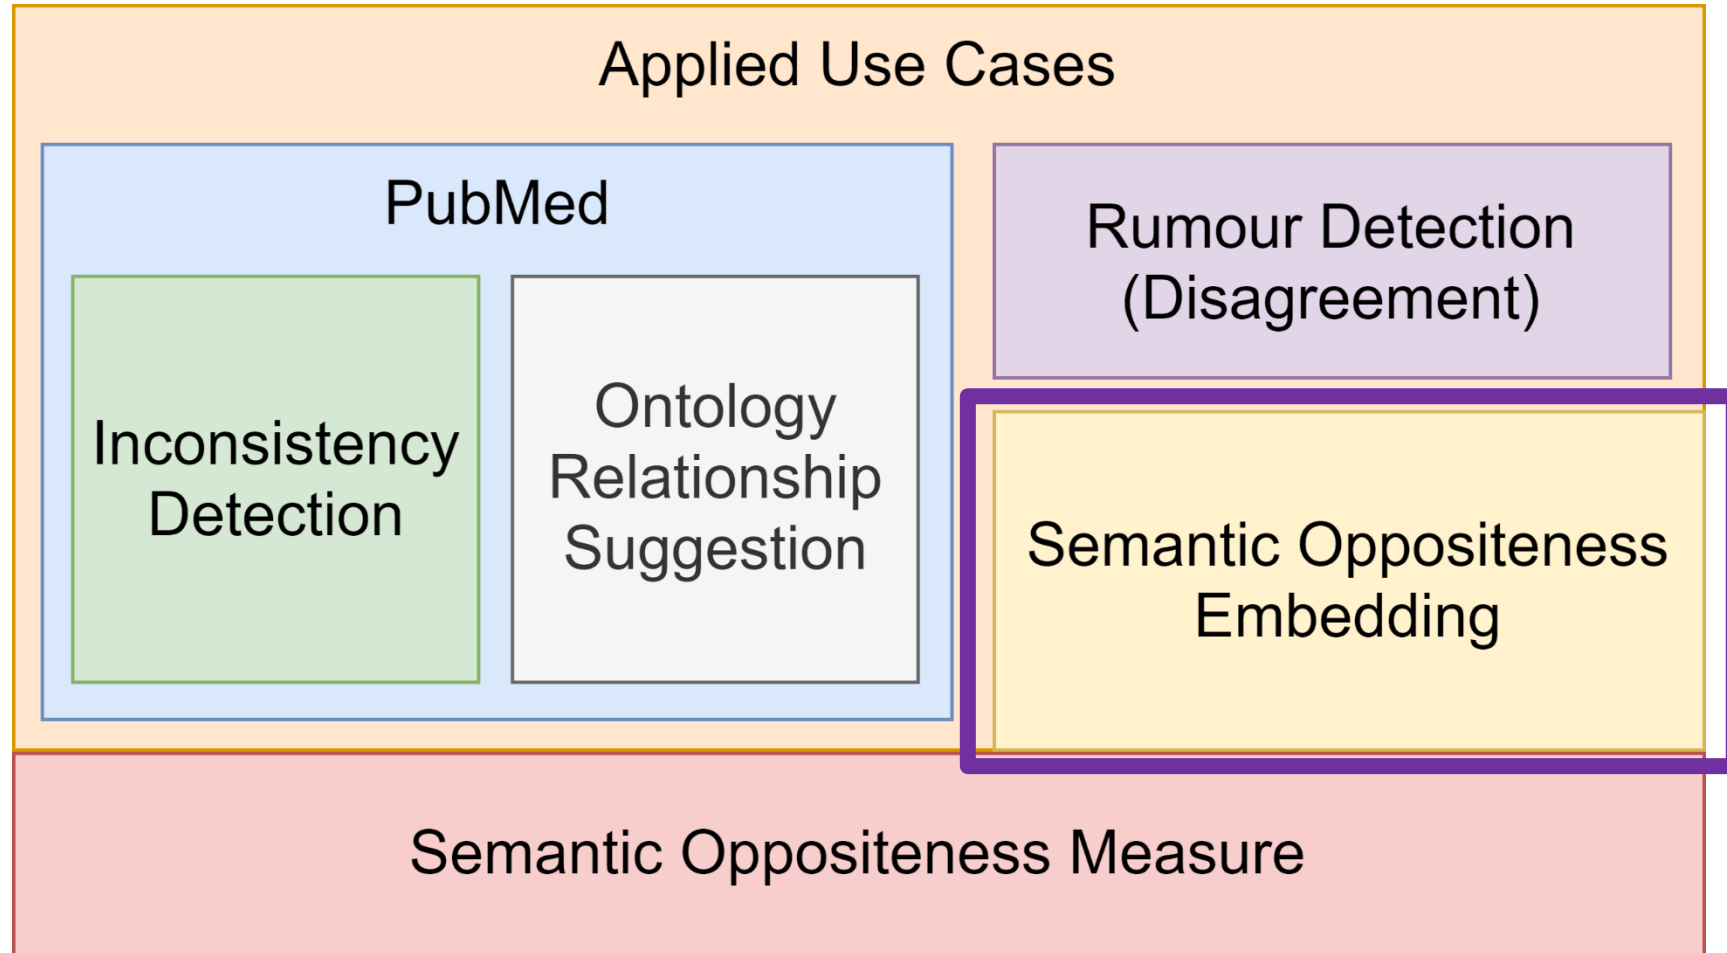 Applied Use Cases
PubMed
Inconsistency
Detection
Ontology
Relationship
Suggestion
Rumour Detection
(Disagreement)
Semantic Oppositeness
Embedding
Semantic Oppositeness Measure